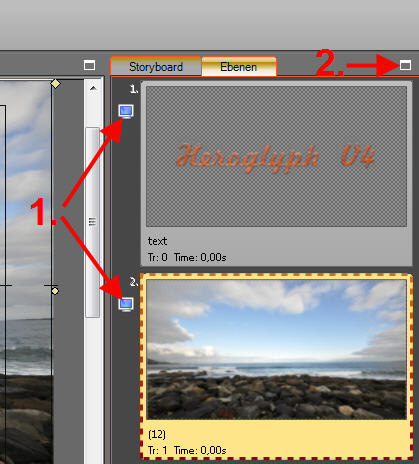 2.
Storyboard Ebenen
1.
Heroglyph V4
1.
text
Tr: 0 Time: 0,00s
2.
(12)
Tr: 1 Time: 0,00s